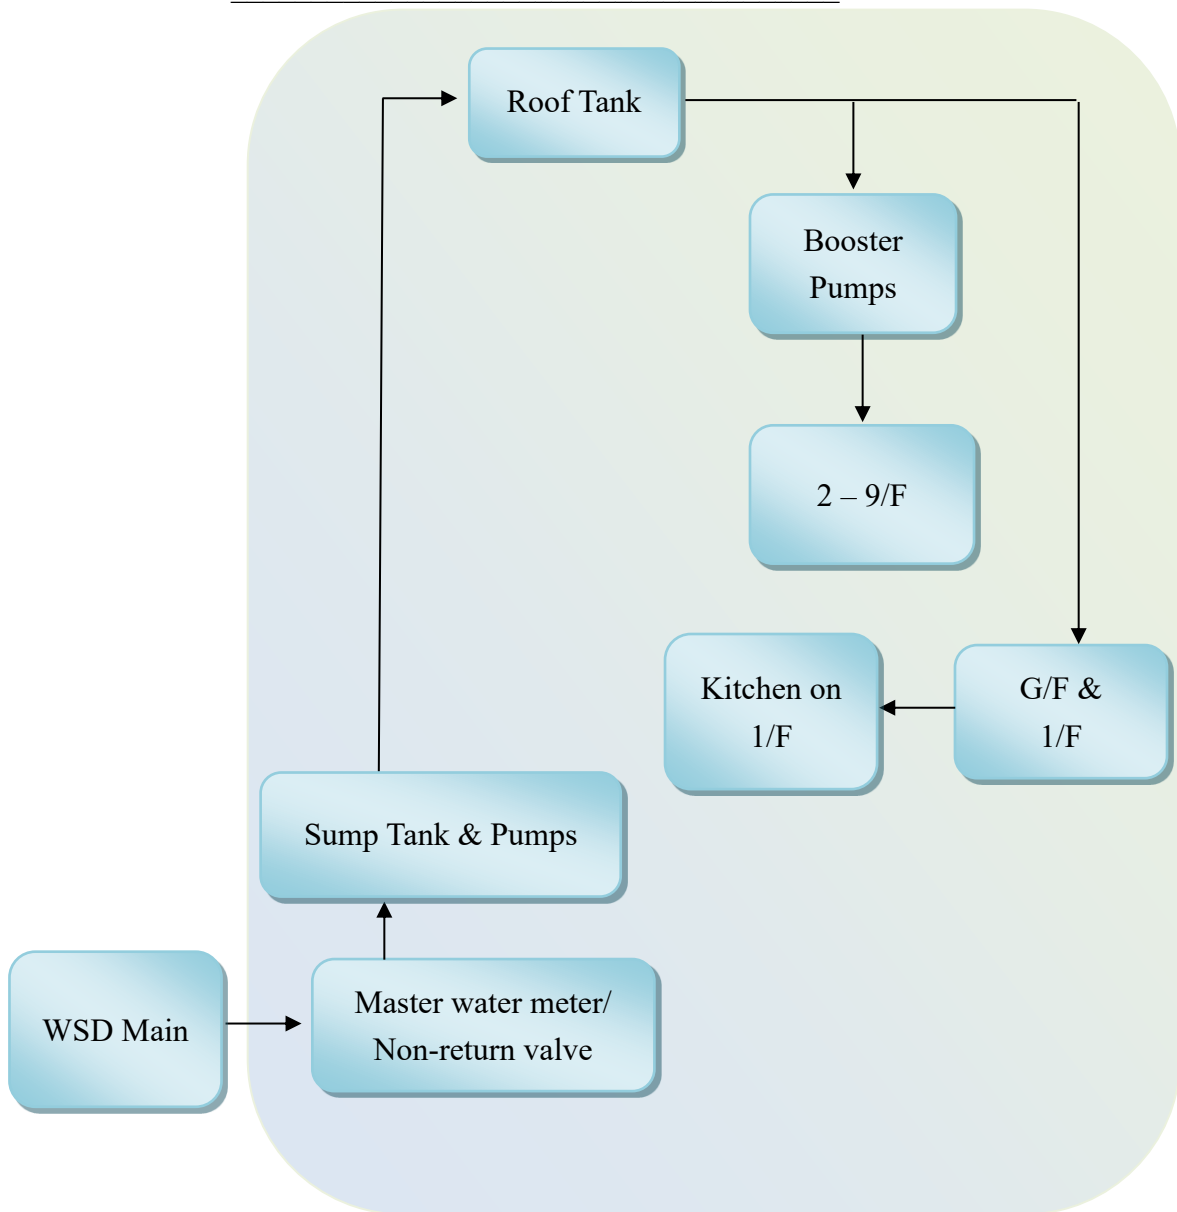 Roof Tank
Booster
Pumps
2 – 9/F
Kitchen on
1/F
G/F &
1/F
Sump Tank & Pumps
WSD Main
Master water meter/
Non-return valve